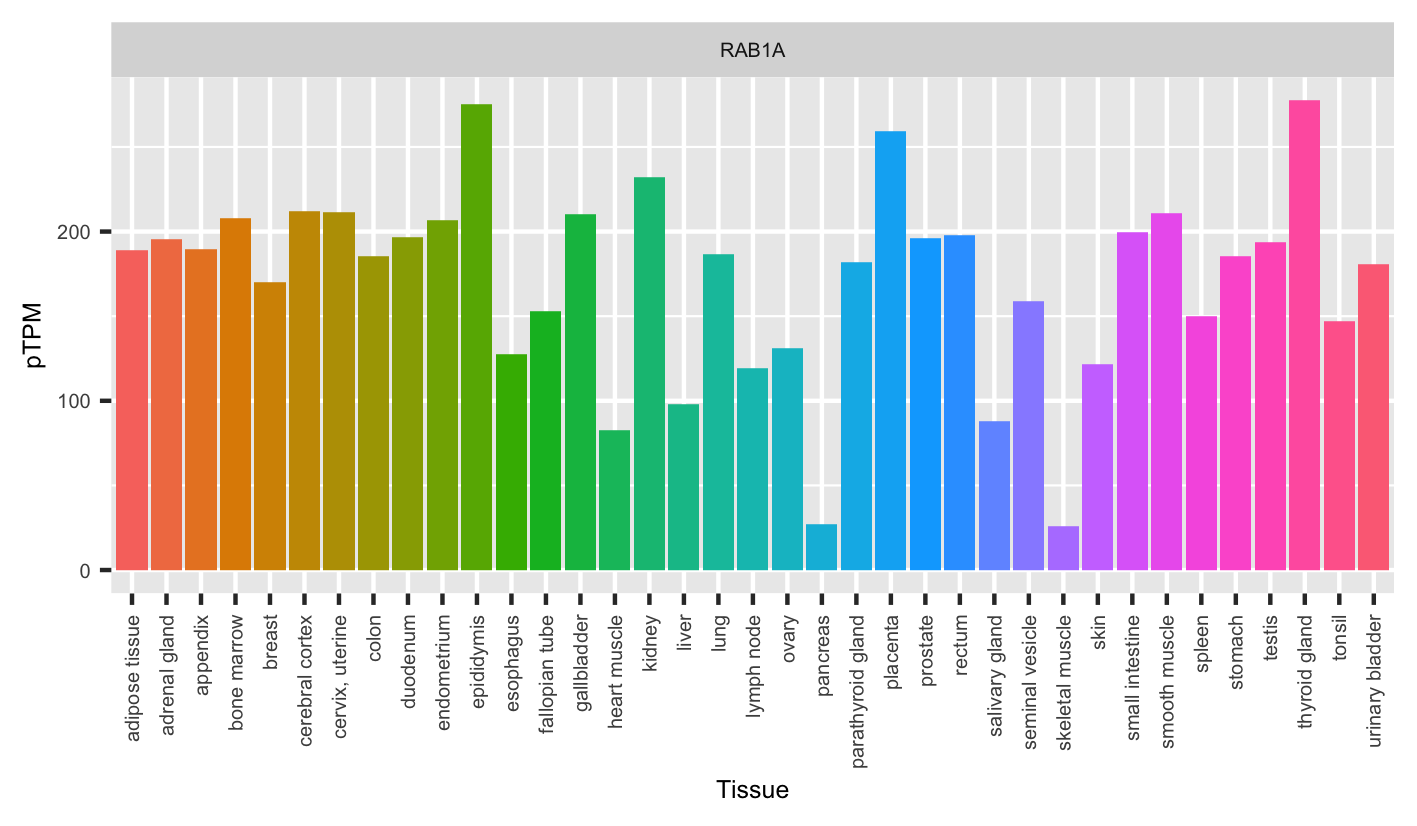 RAB1A
pTPM
200
100
0
adipose tissue
adrenal gland
appendix
bone marrow
breast
cerebral cortex
cervix, uterine
colon
duodenum
endometrium
epididymis
esophagus
fallopian tube
gallbladder
heart muscle
kidney
liver
lung
lymph node
ovary
pancreas
parathyroid gland
placenta
prostate
rectum
salivary gland
seminal vesicle
skeletal muscle
skin
small intestine
smooth muscle
spleen
stomach
testis
thyroid gland
tonsil
urinary bladder
Tissue